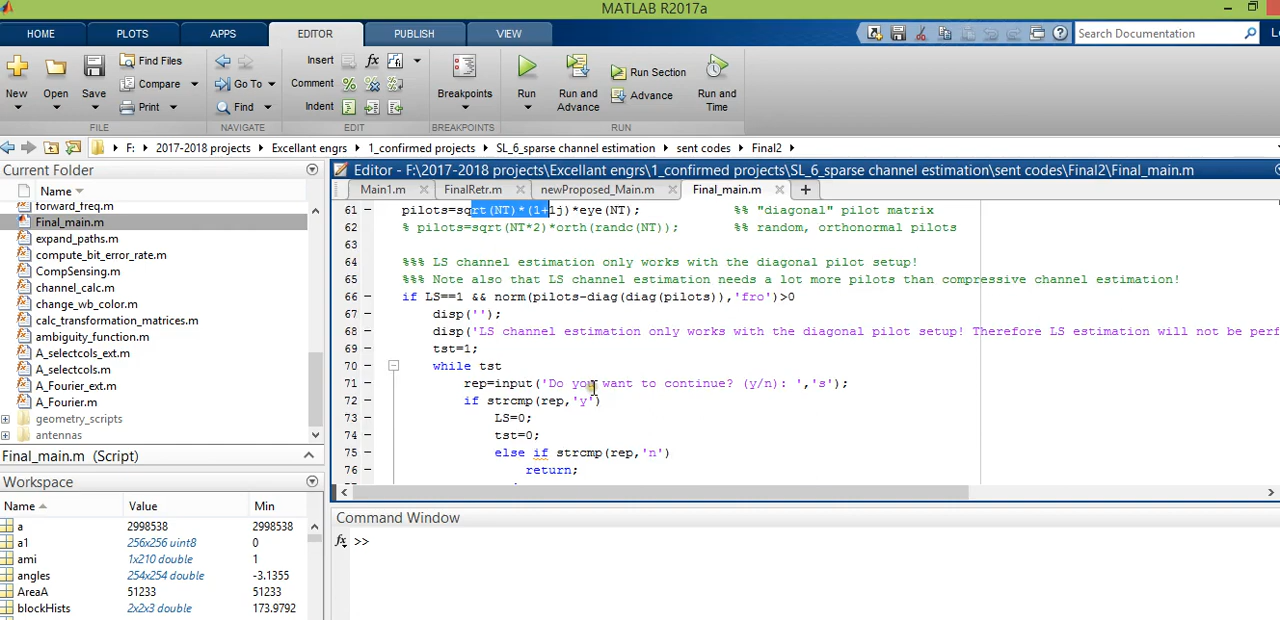 MATLAB R2017a
HOME PLOTS APPS EDITOR PUBLISH VIEW Search Documentation
Insert fx
Find Files
Compare
Print
Go To
Find
Comment
Indent
Run Section
Advance
New Open Save Breakpoints Run Run and Advance Run and Time
FILE NAVIGATE EDIT BREAKPOINTS RUN
F: 2017-2018 projects Excellant engrs 1_confirmed projects SL_6_sparse channel estimation sent codes Final2
Current Folder
Name
forward_freq.m
Final_main.m
expand_paths.m
compute_bit_error_rate.m
CompSensing.m
channel_calc.m
change_wb_color.m
calc_transformation_matrices.m
ambiguity_function.m
A_selectcols_ext.m
A_selectcols.m
A_Fourier_ext.m
A_Fourier.m
geometry_scripts
antennas
Final_main.m (Script)
Workspace
Name Value Min
a 2998538 2998538
a1 256x256 uint8 0
ami 1x210 double 1
angles 254x254 double -3.1355
AreaA 51233 51233
blockHists 2x2x3 double 173.9792
Editor - F:\2017-2018 projects\Excellant engrs\1_confirmed projects\SL_6_sparse channel estimation\sent codes\Final2\Final_main.m
Main1.m FinalRetr.m newProposed_Main.m Final_main.m
61 pilots=sqrt(NT)*(1+1j)*eye(NT); %% "diagonal" pilot matrix
62 % pilots=sqrt(NT*2)*orth(randc(NT)); %% random, orthonormal pilots
63
64 %%% LS channel estimation only works with the diagonal pilot setup!
65 %%% Note also that LS channel estimation needs a lot more pilots than compressive channel estimation!
66 if LS==1 && norm(pilots-diag(diag(pilots)),'fro')>0
67 disp('');
68 disp('LS channel estimation only works with the diagonal pilot setup! Therefore LS estimation will not be perf
69 tst=1;
70 while tst
71 rep=input('Do you want to continue? (y/n): ','s');
72 if strcmp(rep,'y')
73 LS=0;
74 tst=0;
75 else if strcmp(rep,'n')
76 return;
Command Window
fx >>